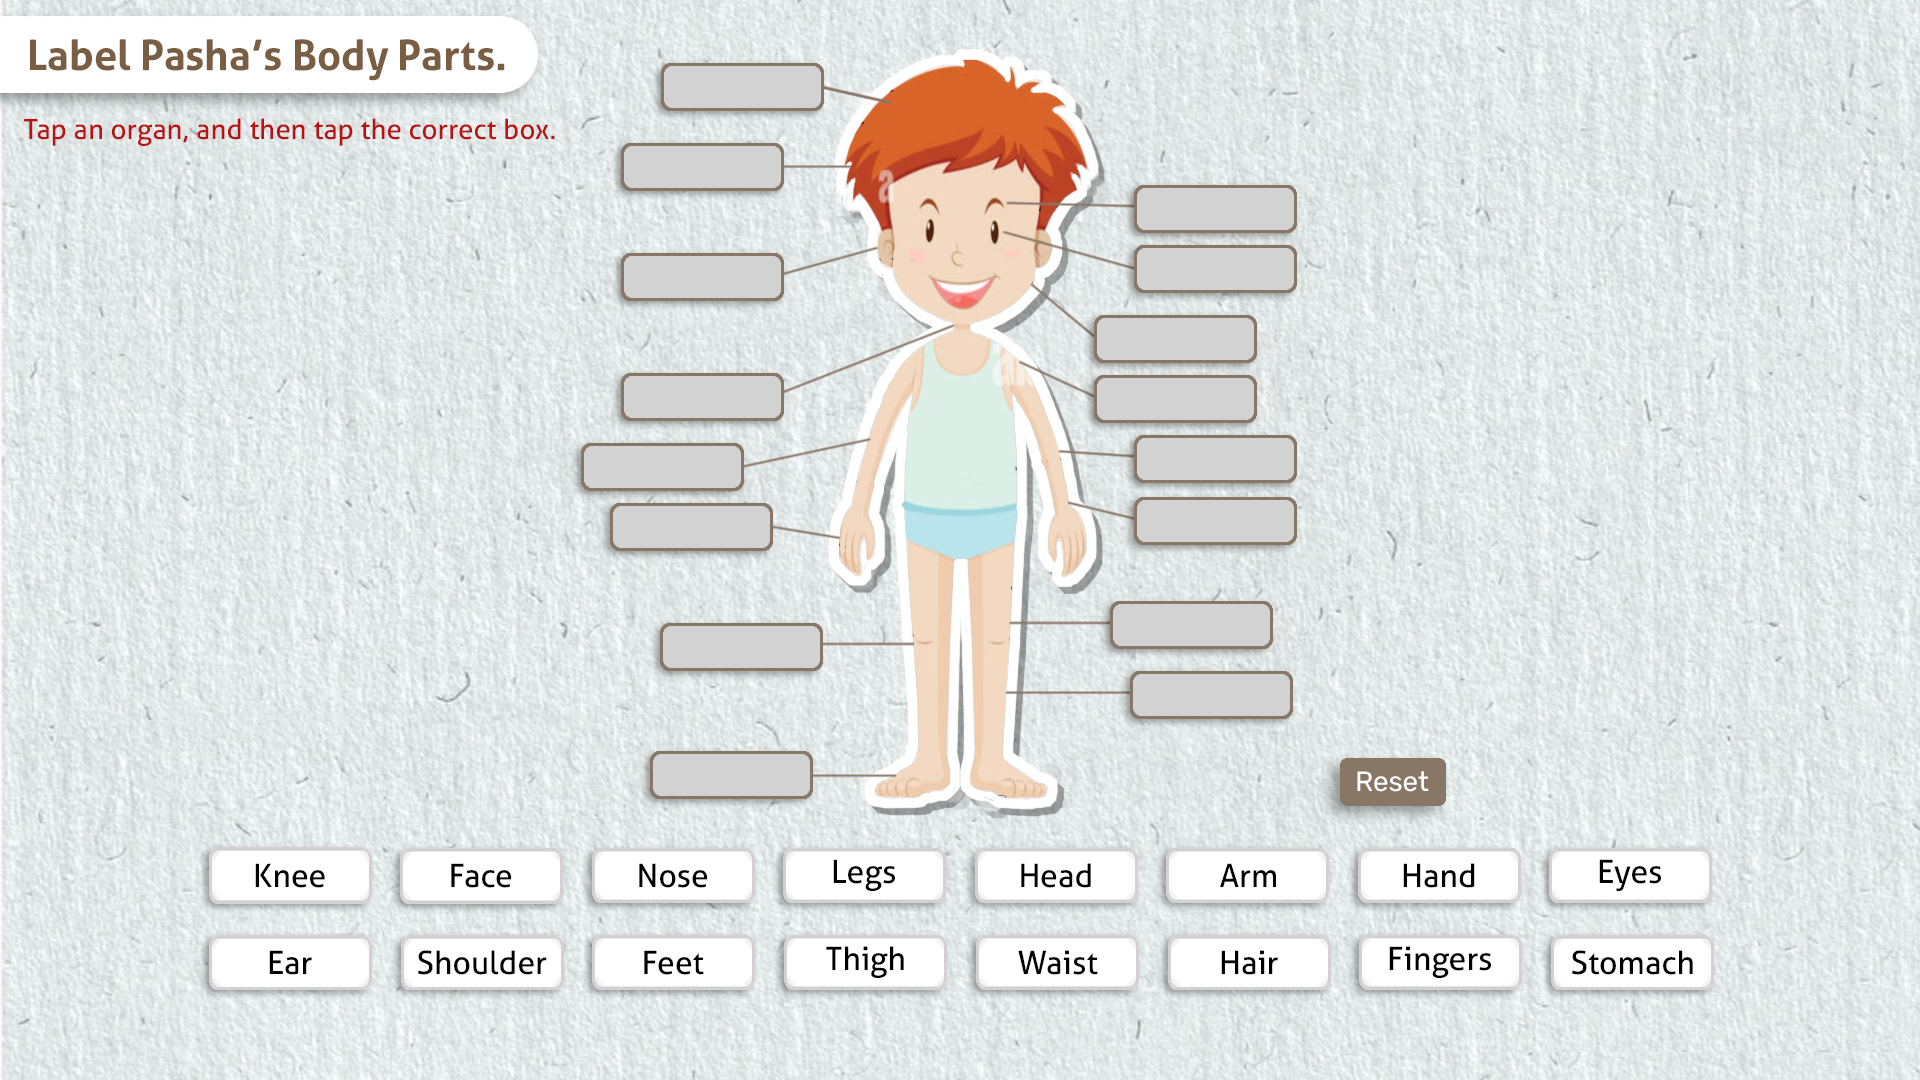 Label Pasha's Body Parts.
Tap an organ, and then tap the correct box.
Reset
Knee
Face
Nose
Legs
Head
Arm
Hand
Eyes
Ear
Shoulder
Feet
Thigh
Waist
Hair
Fingers
Stomach